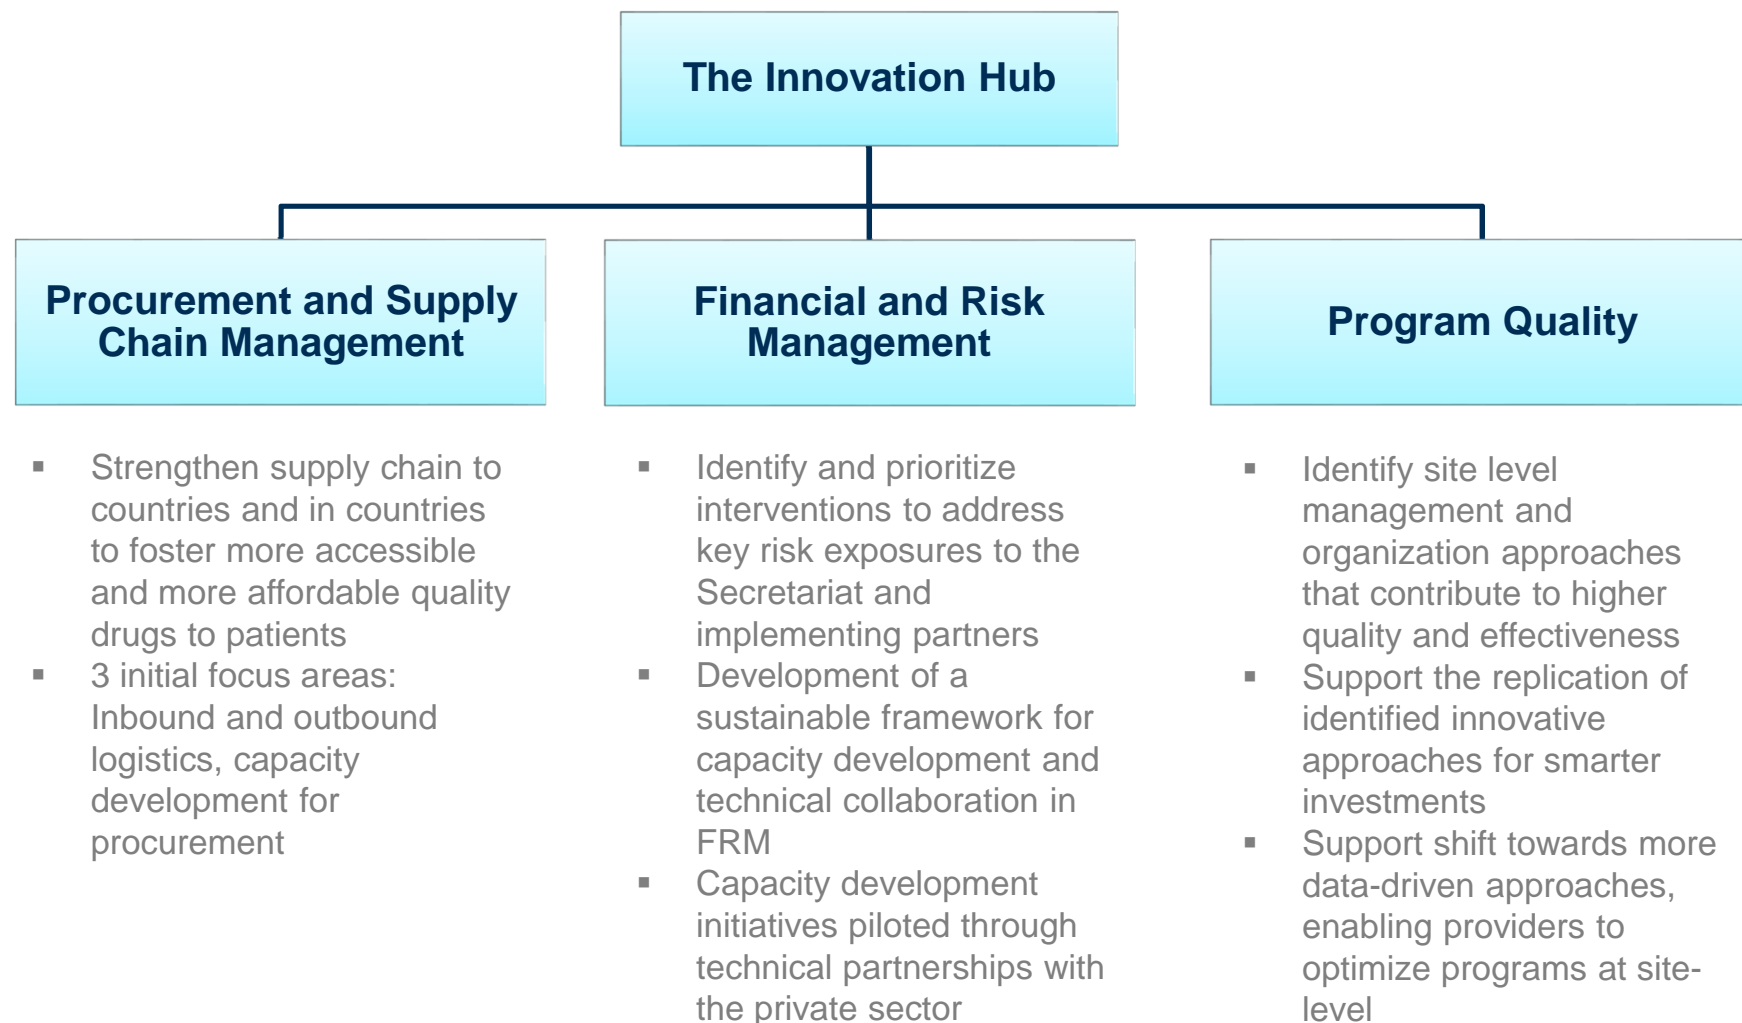 The Innovation Hub
Procurement and Supply
Chain Management
Financial and Risk
Management
Program Quality
▪ Strengthen supply chain to
countries and in countries
to foster more accessible
and more affordable quality
drugs to patients
▪ 3 initial focus areas:
Inbound and outbound
logistics, capacity
development for
procurement
▪ Identify and prioritize
interventions to address
key risk exposures to the
Secretariat and
implementing partners
▪ Development of a
sustainable framework for
capacity development and
technical collaboration in
FRM
▪ Capacity development
initiatives piloted through
technical partnerships with
the private sector
▪ Identify site level
management and
organization approaches
that contribute to higher
quality and effectiveness
▪ Support the replication of
identified innovative
approaches for smarter
investments
▪ Support shift towards more
data-driven approaches,
enabling providers to
optimize programs at site-
level